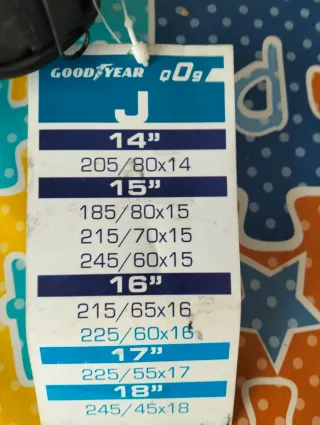 GOODYEAR Q09
J
14"
205/80x14
15"
185/80x15
215/70x15
245/60x15
16"
215/65x16
225/60x16
17"
225/55x17
18"
245/45x18